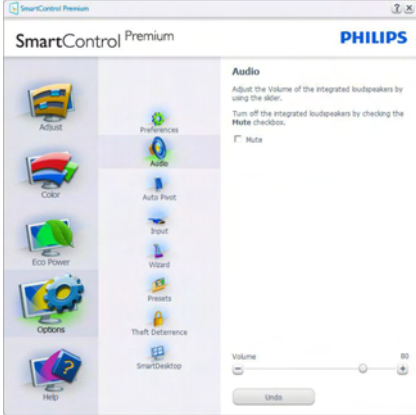 SmartControl Premium
SmartControl Premium
PHILIPS
Adjust
Color
Eco Power
Options
Help
Preferences
Audio
Auto Pivot
Input
Wizard
Presets
Theft Deterrence
SmartDesktop
Audio
Adjust the Volume of the integrated loudspeakers by
using the slider.
Turn off the integrated loudspeakers by checking the
Mute checkbox.
Mute
Volume
80
Undo